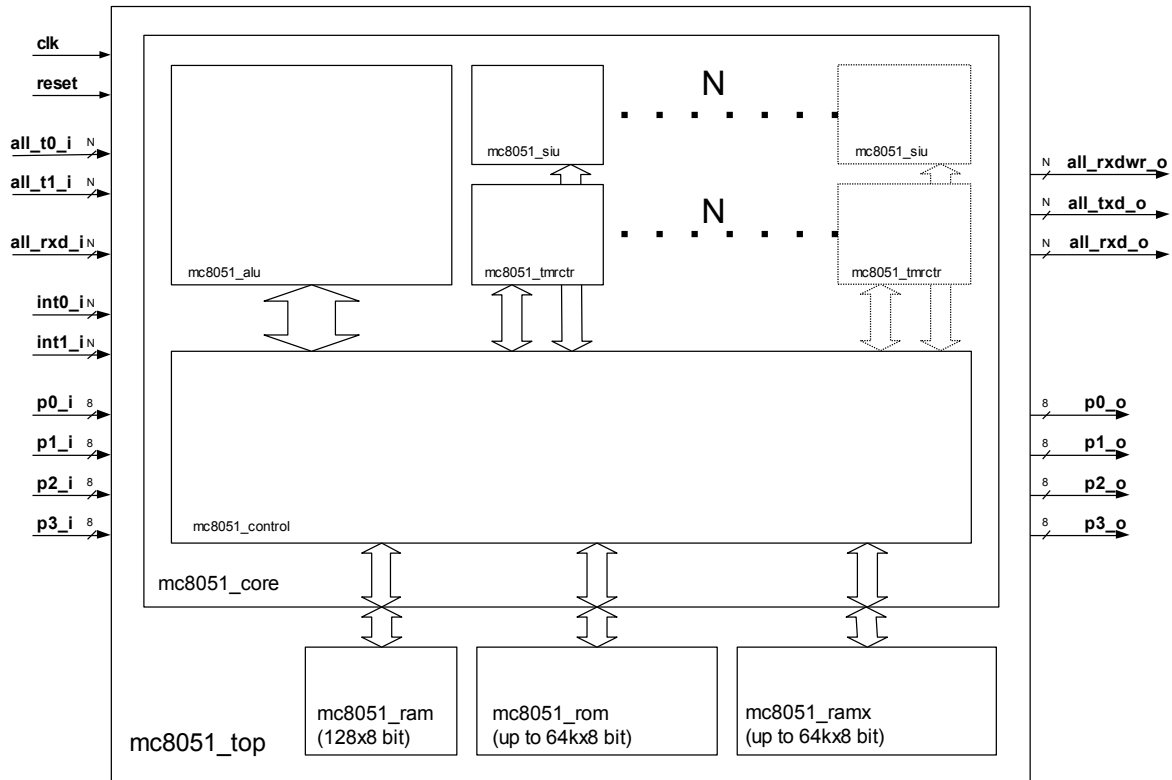 clk
reset
all_t0_i N
all_t1_i N
all_rxd_i N
int0_i N
int1_i N
p0_i 8
p1_i 8
p2_i 8
p3_i 8
mc8051_alu
mc8051_siu
N
mc8051_siu
mc8051_tmrctr
N
mc8051_tmrctr
mc8051_control
mc8051_core
mc8051_ram
(128x8 bit)
mc8051_rom
(up to 64kx8 bit)
mc8051_ramx
(up to 64kx8 bit)
mc8051_top
N all_rxdwr_o
N all_txd_o
N all_rxd_o
8 p0_o
8 p1_o
8 p2_o
8 p3_o